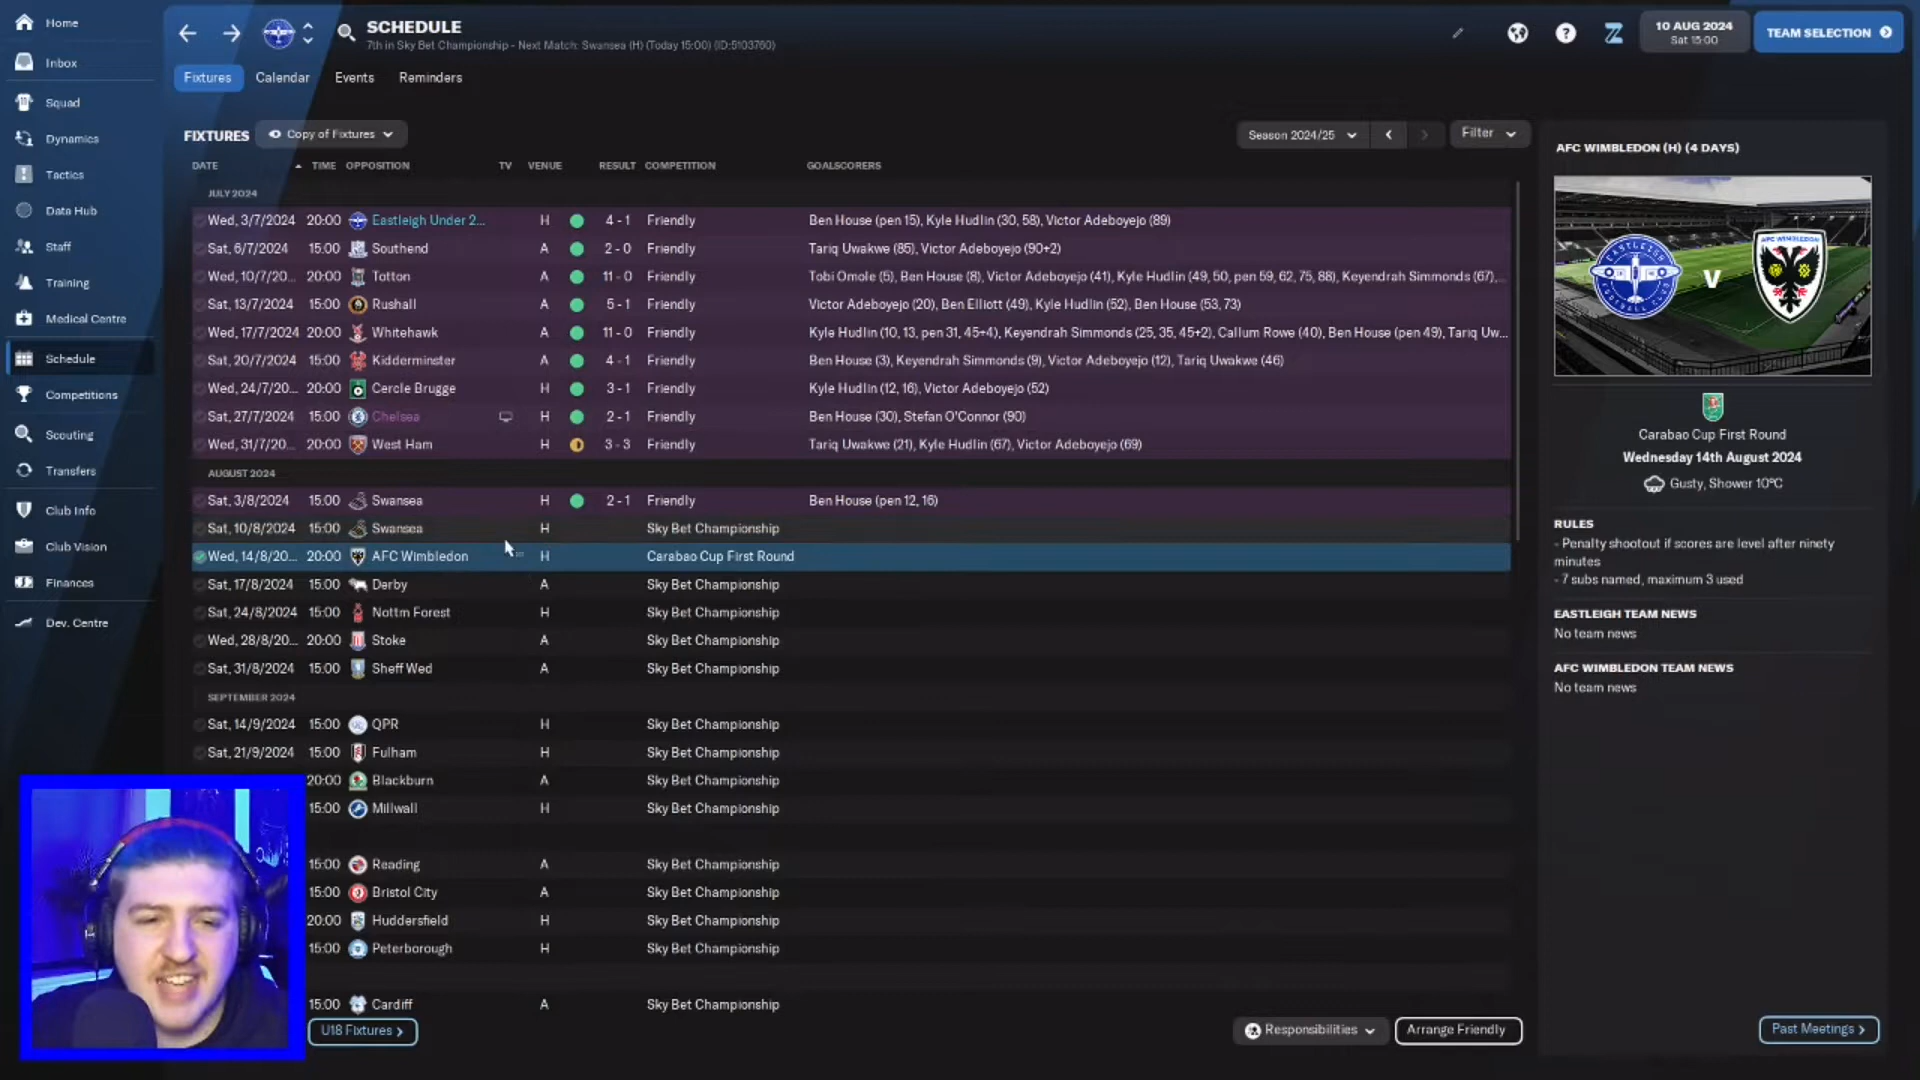 Home
Inbox
Squad
Dynamics
Tactics
Data Hub
Staff
Training
Medical Centre
Schedule
Competitions
Scouting
Transfers
Club Info
Club Vision
Finances
Dev. Centre
SCHEDULE
7th in Sky Bet Championship - Next Match: Swansea (H) (Today 15:00) (ID:5103760)
10 AUG 2024
Sat 15:00
TEAM SELECTION
Fixtures Calendar Events Reminders
FIXTURES Copy of Fixtures Season 2024/25 Filter
DATE TIME OPPOSITION TV VENUE RESULT COMPETITION GOALSCORERS
JULY 2024
Wed, 3/7/2024 20:00 Eastleigh Under 2... H 4 - 1 Friendly Ben House (pen 15), Kyle Hudlin (30, 58), Victor Adeboyejo (89)
Sat, 6/7/2024 15:00 Southend A 2 - 0 Friendly Tariq Uwakwe (85), Victor Adeboyejo (90+2)
Wed, 10/7/20... 20:00 Totton A 11 - 0 Friendly Tobi Omole (5), Ben House (8), Victor Adeboyejo (41), Kyle Hudlin (49, 50, pen 59, 62, 75, 88), Keyendrah Simmonds (67),...
Sat, 13/7/2024 15:00 Rushall A 5 - 1 Friendly Victor Adeboyejo (20), Ben Elliott (49), Kyle Hudlin (52), Ben House (53, 73)
Wed, 17/7/2024 20:00 Whitehawk A 11 - 0 Friendly Kyle Hudlin (10, 13, pen 31, 45+4), Keyendrah Simmonds (25, 35, 45+2), Callum Rowe (40), Ben House (pen 49), Tariq Uw...
Sat, 20/7/2024 15:00 Kidderminster A 4 - 1 Friendly Ben House (3), Keyendrah Simmonds (9), Victor Adeboyejo (12), Tariq Uwakwe (46)
Wed, 24/7/20... 20:00 Cercle Brugge H 3 - 1 Friendly Kyle Hudlin (12, 16), Victor Adeboyejo (52)
Sat, 27/7/2024 15:00 Chelsea H 2 - 1 Friendly Ben House (30), Stefan O'Connor (90)
Wed, 31/7/20... 20:00 West Ham H 3 - 3 Friendly Tariq Uwakwe (21), Kyle Hudlin (67), Victor Adeboyejo (69)
AUGUST 2024
Sat, 3/8/2024 15:00 Swansea H 2 - 1 Friendly Ben House (pen 12, 16)
Sat, 10/8/2024 15:00 Swansea H Sky Bet Championship
Wed, 14/8/20... 20:00 AFC Wimbledon H Carabao Cup First Round
Sat, 17/8/2024 15:00 Derby A Sky Bet Championship
Sat, 24/8/2024 15:00 Nottm Forest H Sky Bet Championship
Wed, 28/8/20... 20:00 Stoke A Sky Bet Championship
Sat, 31/8/2024 15:00 Sheff Wed A Sky Bet Championship
SEPTEMBER 2024
Sat, 14/9/2024 15:00 QPR H Sky Bet Championship
Sat, 21/9/2024 15:00 Fulham H Sky Bet Championship
20:00 Blackburn A Sky Bet Championship
15:00 Millwall H Sky Bet Championship
15:00 Reading A Sky Bet Championship
15:00 Bristol City A Sky Bet Championship
20:00 Huddersfield H Sky Bet Championship
15:00 Peterborough H Sky Bet Championship
15:00 Cardiff A Sky Bet Championship
U18 Fixtures Responsibilities Arrange Friendly
AFC WIMBLEDON (H) (4 DAYS)
EASTLEIGH
FOOTBALL CLUB
V
AFC WIMBLEDON
Carabao Cup First Round
Wednesday 14th August 2024
Gusty, Shower 10°C
RULES
- Penalty shootout if scores are level after ninety
minutes
- 7 subs named, maximum 3 used
EASTLEIGH TEAM NEWS
No team news
AFC WIMBLEDON TEAM NEWS
No team news
Past Meetings